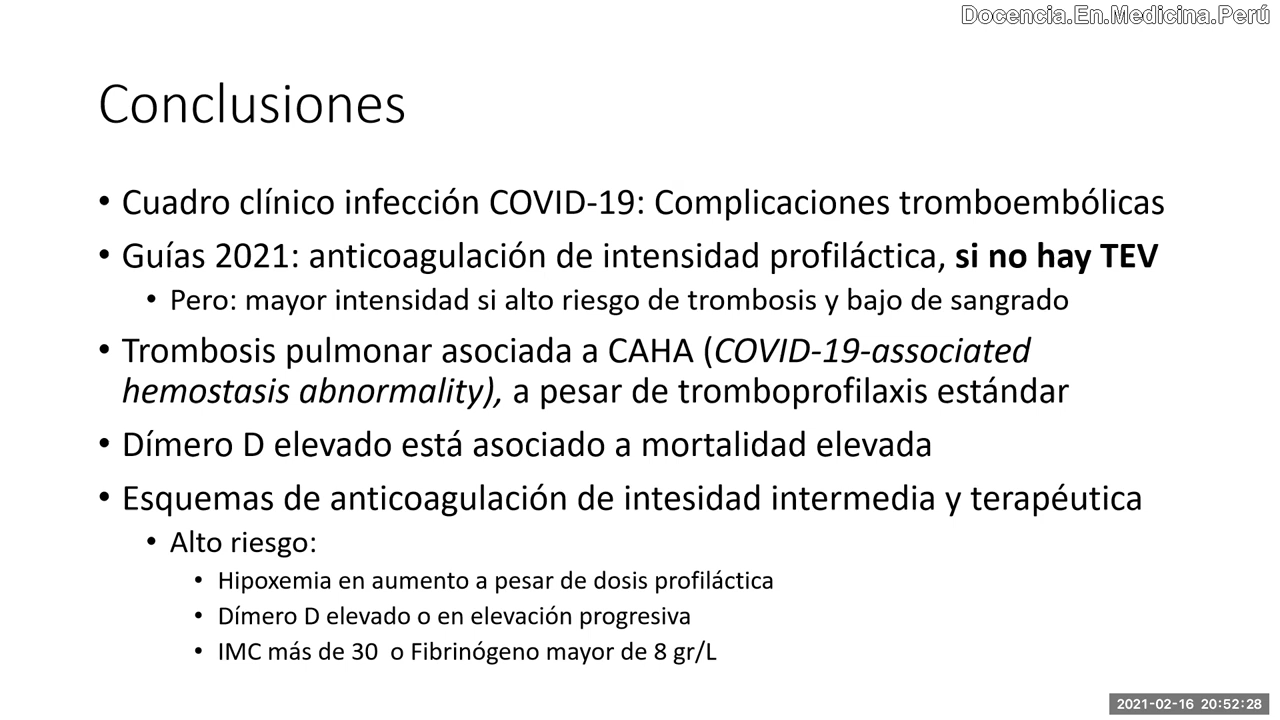 Docencia.En.Medicina.Perú
Conclusiones
• Cuadro clínico infección COVID-19: Complicaciones tromboembólicas
• Guías 2021: anticoagulación de intensidad profiláctica, si no hay TEV
• Pero: mayor intensidad si alto riesgo de trombosis y bajo de sangrado
• Trombosis pulmonar asociada a CAHA (COVID-19-associated
hemostasis abnormality), a pesar de tromboprofilaxis estándar
• Dímero D elevado está asociado a mortalidad elevada
• Esquemas de anticoagulación de intesidad intermedia y terapéutica
• Alto riesgo:
• Hipoxemia en aumento a pesar de dosis profiláctica
• Dímero D elevado o en elevación progresiva
• IMC más de 30  o Fibrinógeno mayor de 8 gr/L
2021-02-16 20:52:28